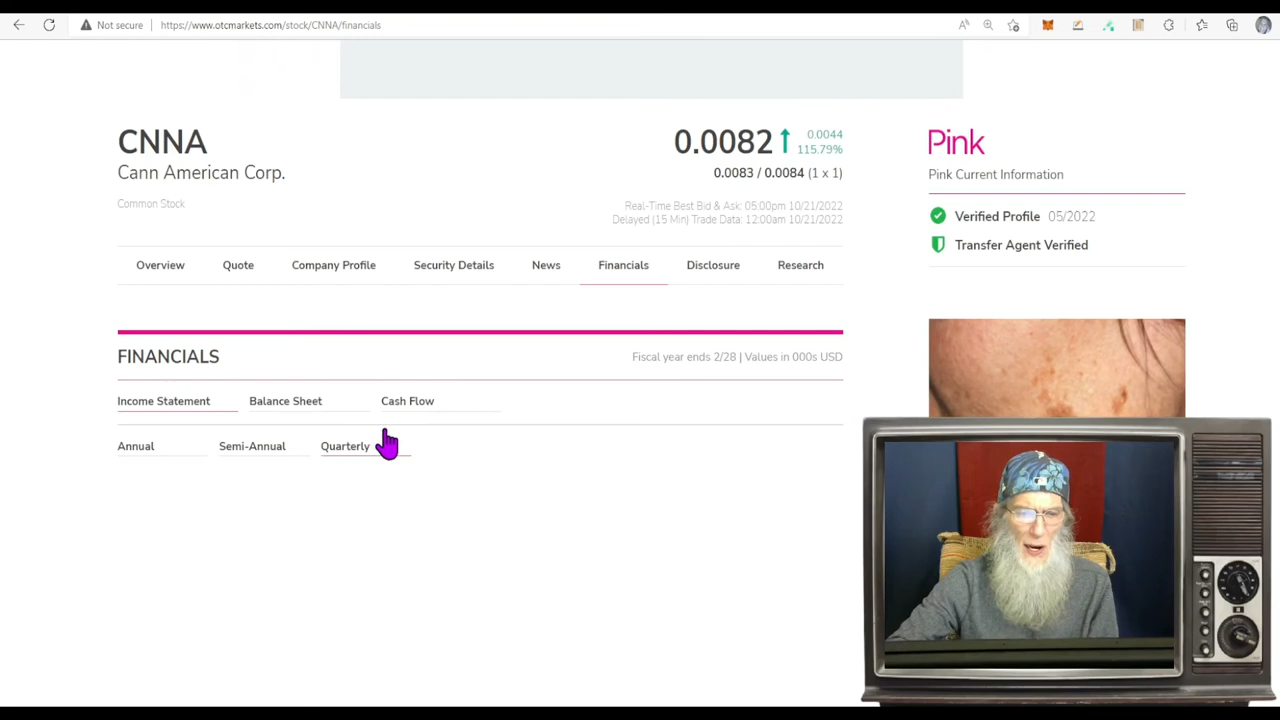 Not secure
https://www.otcmarkets.com/stock/CNNA/financials
CNNA
Cann American Corp.
Common Stock
0.0082
0.0044
115.79%
0.0083 / 0.0084 (1 x 1)
Real-Time Best Bid & Ask: 05:00pm 10/21/2022
Delayed (15 Min) Trade Data: 12:00am 10/21/2022
Pink
Pink Current Information
Verified Profile 05/2022
Transfer Agent Verified
Overview Quote Company Profile Security Details News Financials Disclosure Research
FINANCIALS
Fiscal year ends 2/28 | Values in 000s USD
Income Statement Balance Sheet Cash Flow
Annual Semi-Annual Quarterly